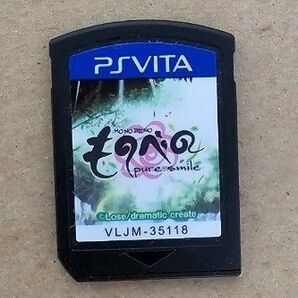 PSVITA
MONOBENO
ものべの
pure smile
©Lose/dramatic create
VLJM-35118